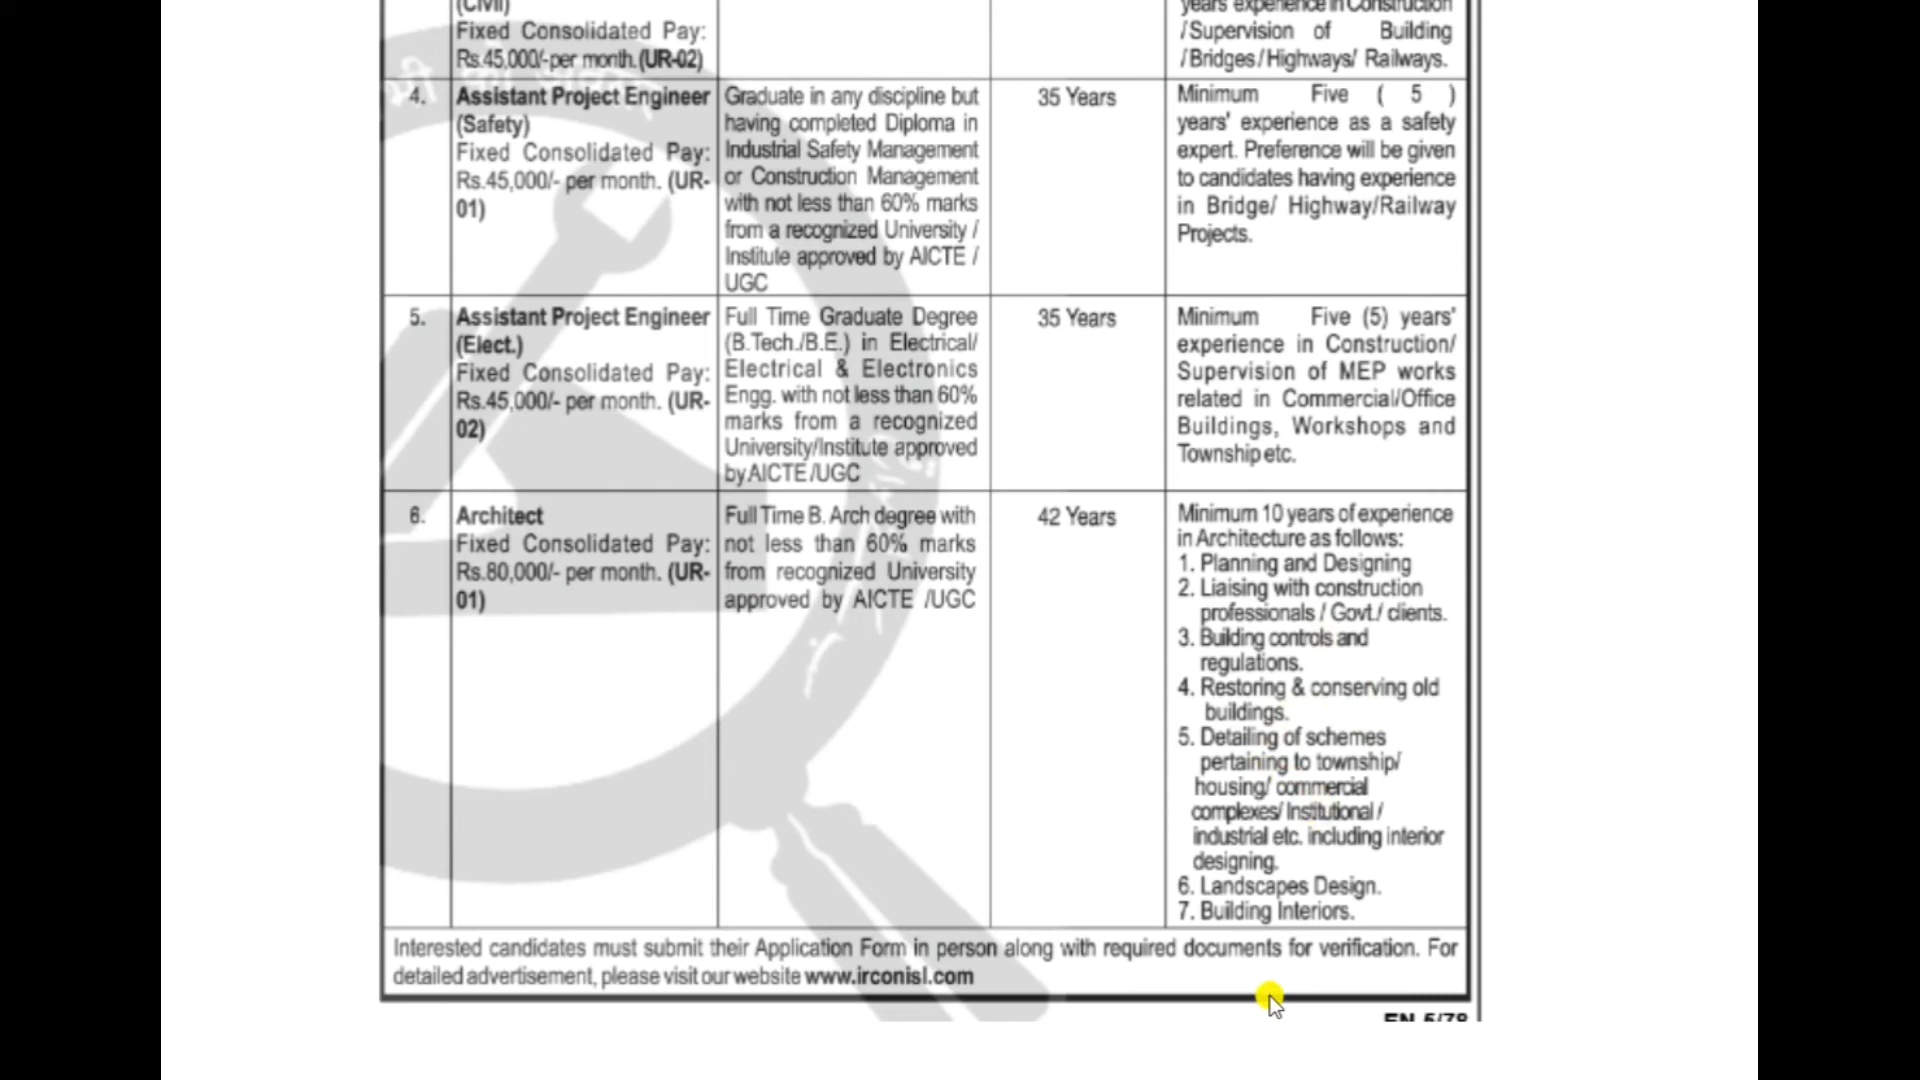 (Civil)
Fixed Consolidated Pay:
Rs.45,000/-per month.(UR-02)
years experience in Construction
/Supervision of Building
/Bridges/Highways/ Railways.
4.
Assistant Project Engineer
(Safety)
Fixed Consolidated Pay:
Rs.45,000/- per month. (UR-
01)
Graduate in any discipline but
having completed Diploma in
Industrial Safety Management
or Construction Management
with not less than 60% marks
from a recognized University /
Institute approved by AICTE /
UGC
35 Years
Minimum Five ( 5 )
years' experience as a safety
expert. Preference will be given
to candidates having experience
in Bridge/ Highway/Railway
Projects.
5.
Assistant Project Engineer
(Elect.)
Fixed Consolidated Pay:
Rs.45,000/- per month. (UR-
02)
Full Time Graduate Degree
(B.Tech./B.E.) in Electrical/
Electrical & Electronics
Engg. with not less than 60%
marks from a recognized
University/Institute approved
by AICTE/UGC
35 Years
Minimum Five (5) years'
experience in Construction/
Supervision of MEP works
related in Commercial/Office
Buildings, Workshops and
Township etc.
6.
Architect
Fixed Consolidated Pay:
Rs.80,000/- per month. (UR-
01)
Full Time B. Arch degree with
not less than 60% marks
from recognized University
approved by AICTE /UGC
42 Years
Minimum 10 years of experience
in Architecture as follows:
1. Planning and Designing
2. Liaising with construction
professionals / Govt./ clients.
3. Building controls and
regulations.
4. Restoring & conserving old
buildings.
5. Detailing of schemes
pertaining to township/
housing/ commercial
complexes/ Institutional /
industrial etc. including interior
designing.
6. Landscapes Design.
7. Building Interiors.
Interested candidates must submit their Application Form in person along with required documents for verification. For
detailed advertisement, please visit our website www.irconisl.com
EN-5/78